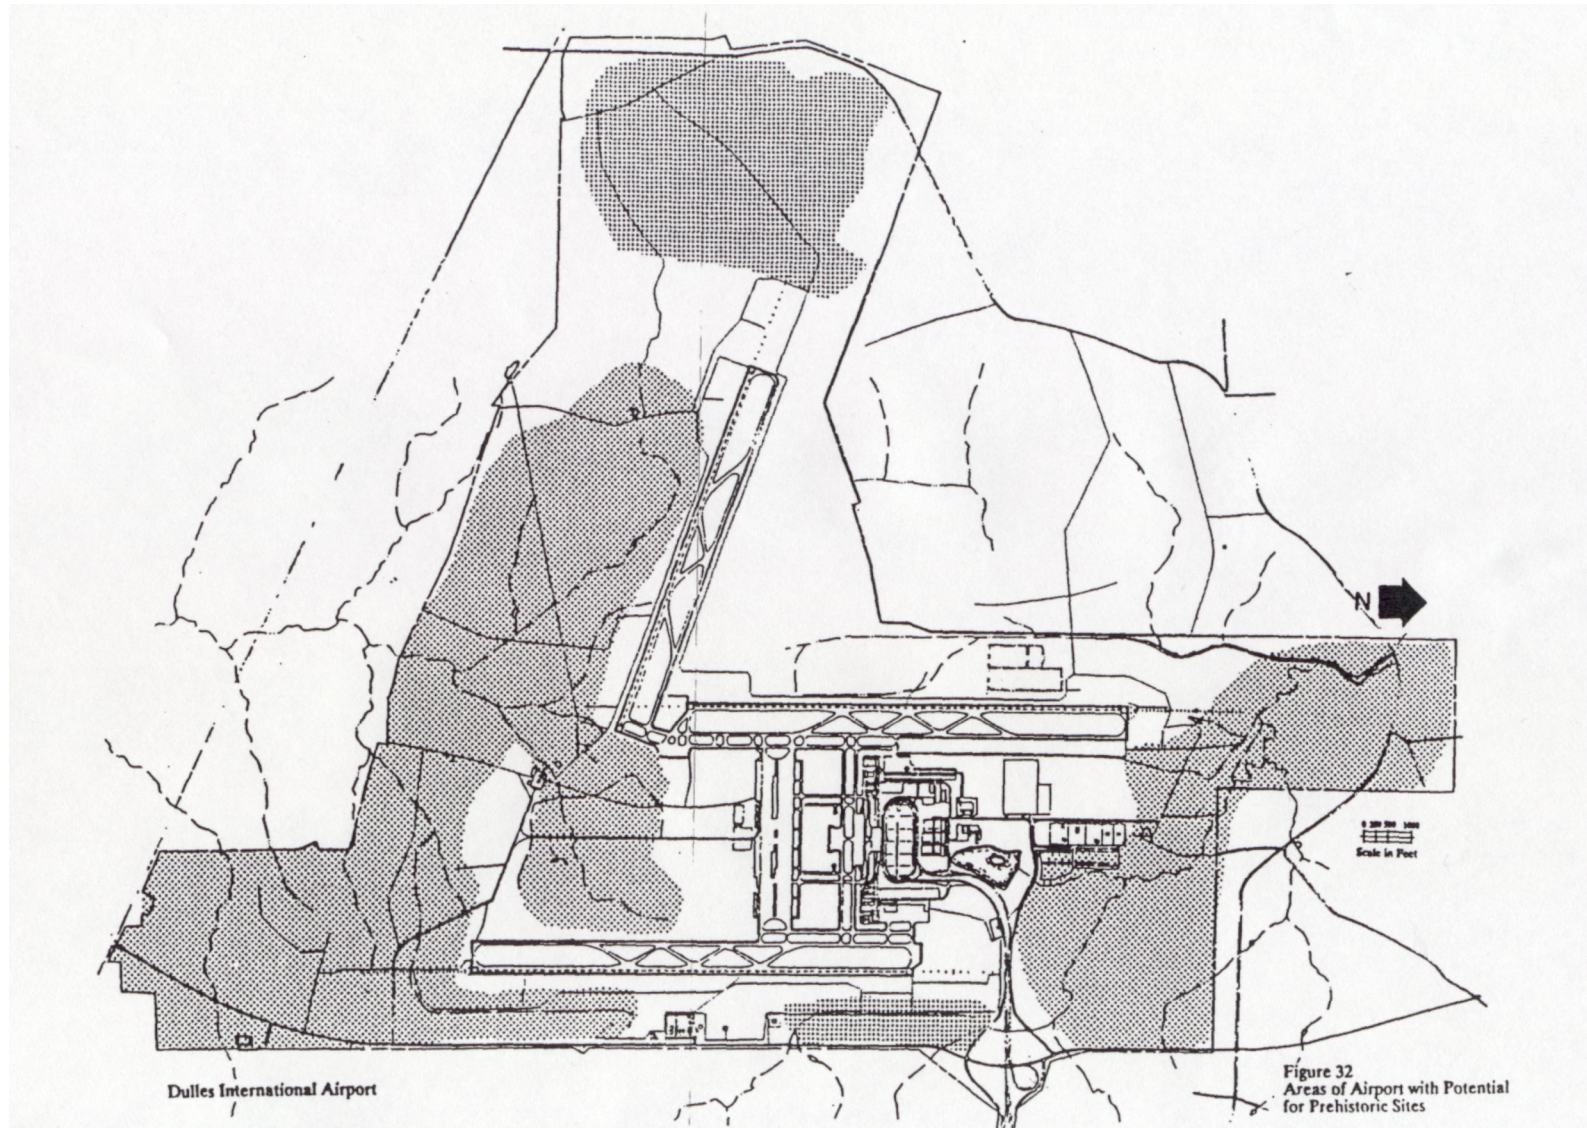 N
Scale in Feet
Dulles International Airport
Figure 32
Areas of Airport with Potential
for Prehistoric Sites